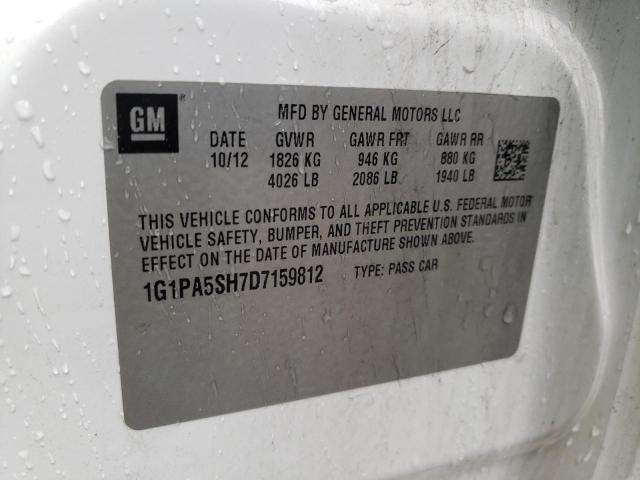 GM ®
MFD BY GENERAL MOTORS LLC
DATE GVWR GAWR FRT GAWR RR
10/12 1826 KG 946 KG 880 KG
4026 LB 2086 LB 1940 LB
THIS VEHICLE CONFORMS TO ALL APPLICABLE U.S. FEDERAL MOTOR
VEHICLE SAFETY, BUMPER, AND THEFT PREVENTION STANDARDS IN
EFFECT ON THE DATE OF MANUFACTURE SHOWN ABOVE.
1G1PA5SH7D7159812 TYPE: PASS CAR